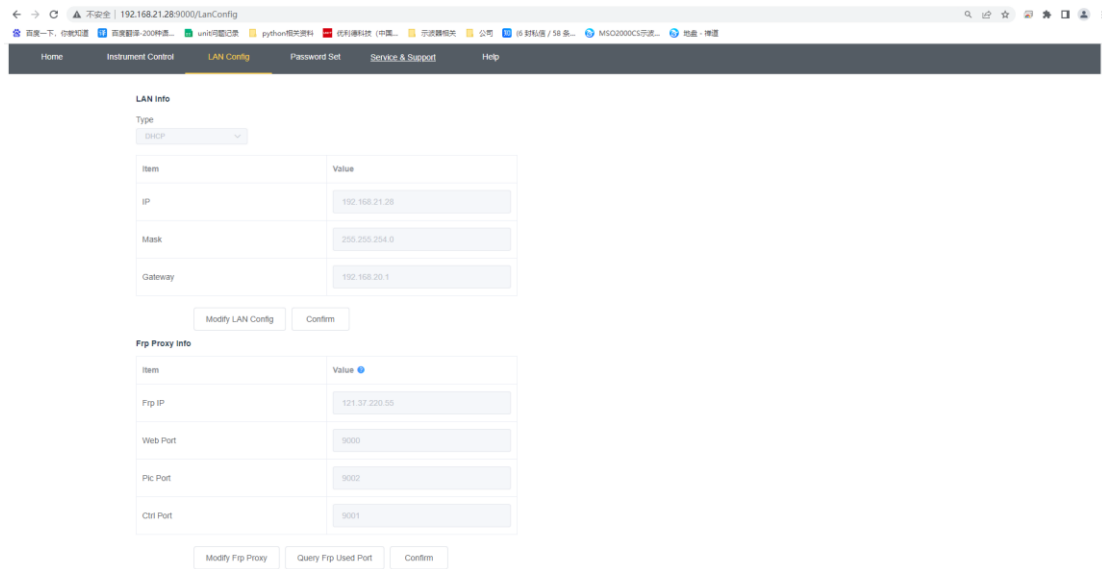 不安全 | 192.168.21.28:9000/LanConfig
百度一下，你就知道 百度翻译-200种语... unit问题记录 python相关资料 优利德科技（中国... 示波器相关 公司 (6 封私信 / 58 条... MSO2000CS示波... 地盘 - 禅道
Home Instrument Control LAN Config Password Set Service & Support Help
LAN Info
Type
DHCP
Item Value
IP 192.168.21.28
Mask 255.255.254.0
Gateway 192.168.20.1
Modify LAN Config Confirm
Frp Proxy Info
Item Value
Frp IP 121.37.220.55
Web Port 9000
Pic Port 9002
Ctrl Port 9001
Modify Frp Proxy Query Frp Used Port Confirm